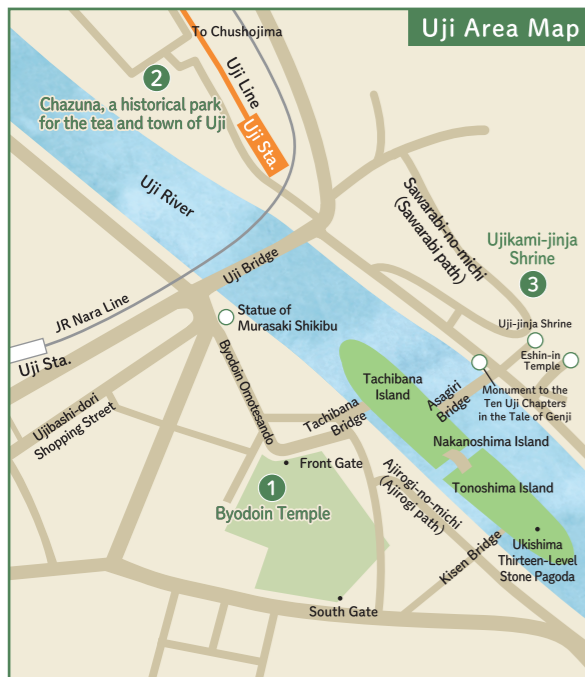 Uji Area Map
To Chushojima
Uji Line
Uji Sta.
2
Chazuna, a historical park
for the tea and town of Uji
Uji River
Sawarabi-no-michi
(Sawarabi path)
Ujikami-jinja
Shrine
3
Uji Bridge
JR Nara Line
Uji Sta.
Statue of
Murasaki Shikibu
Uji-jinja Shrine
Eshin-in
Temple
Monument to the
Ten Uji Chapters
in the Tale of Genji
Byodoin Omotesando
Tachibana
Island
Tachibana
Bridge
Asagiri
Bridge
Ujibashi-dori
Shopping Street
Nakanoshima Island
Front Gate
1
Byodoin Temple
Ajirogi-no-michi
(Ajirogi path)
Tonoshima Island
Kisen Bridge
Ukishima
Thirteen-Level
Stone Pagoda
South Gate